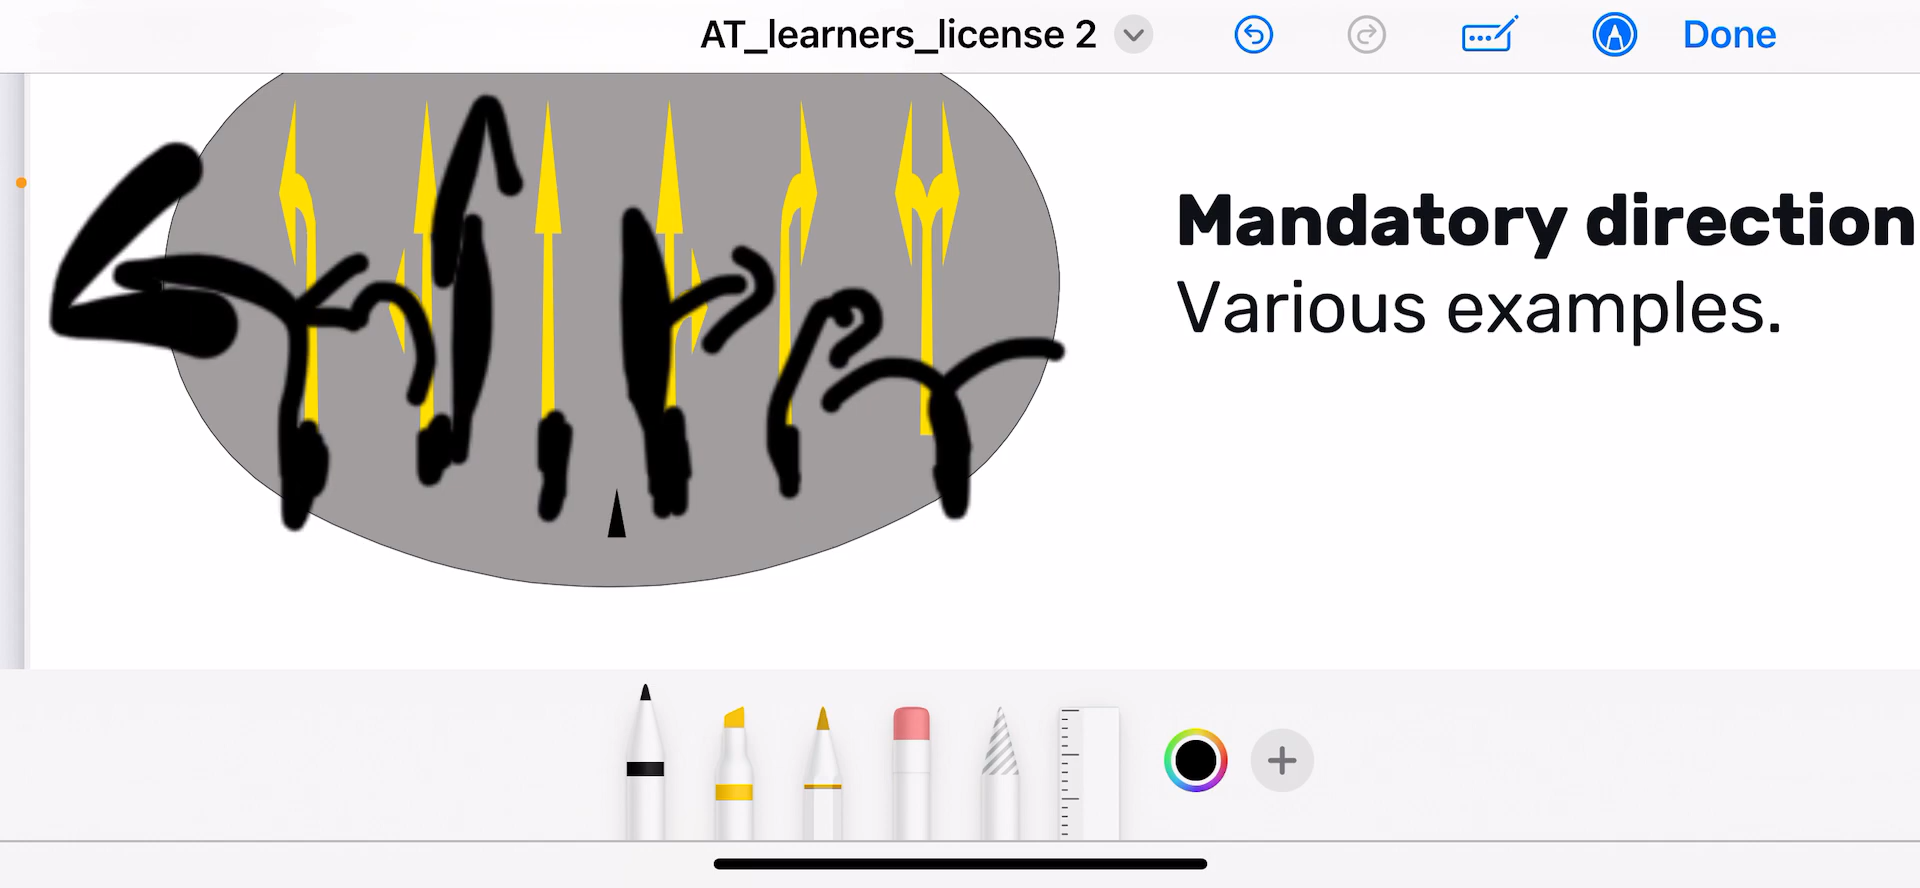 AT_learners_license 2
Done
Mandatory direction
Various examples.